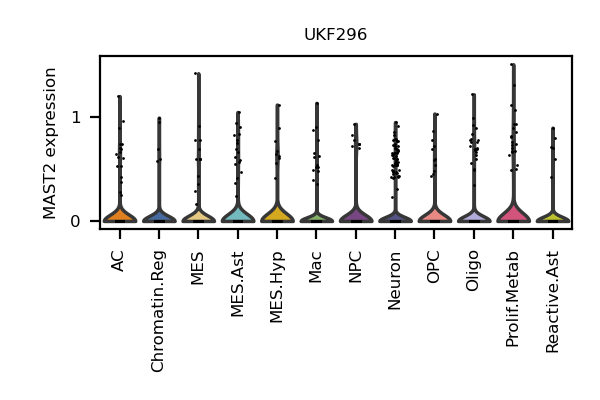 UKF296
MAST2 expression
1
0
AC
Chromatin.Reg
MES
MES.Ast
MES.Hyp
Mac
NPC
Neuron
OPC
Oligo
Prolif.Metab
Reactive.Ast